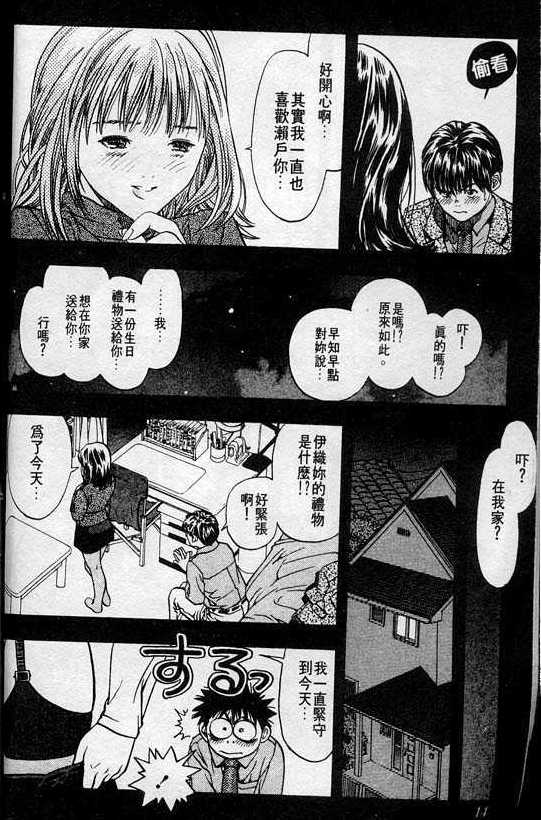 偷看
好開心啊…
其實我一直也
喜歡瀨戶你…
吓！
真的嗎!?
是嗎!?
原來如此。
早知早點
對妳說…
……我…
有一份生日
禮物送給你…
想在你家
送給你…
行嗎？
吓？
在我家？
伊織妳的禮物
是什麼!?
好緊張
啊！
爲了今天…
我一直緊守
到今天…
するっ
！
11